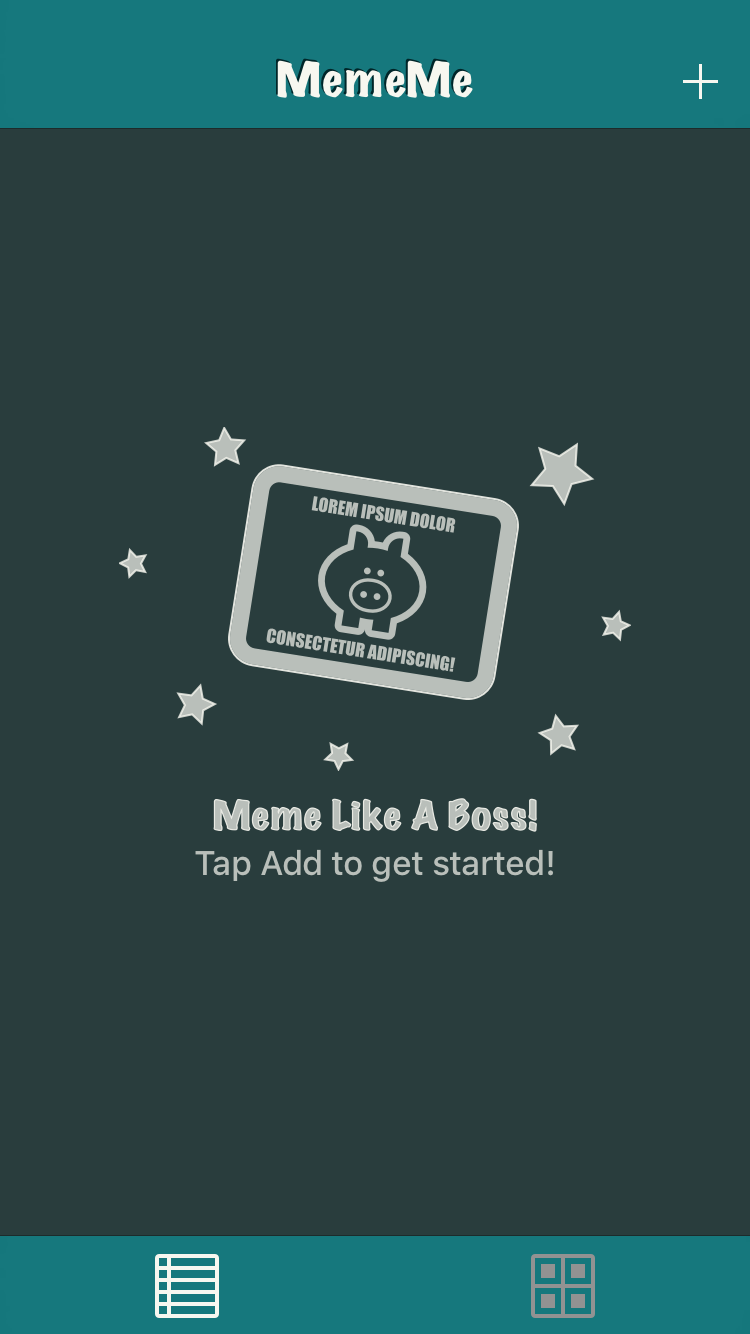 MemeMe
LOREM IPSUM DOLOR
CONSECTETUR ADIPISCING!
Meme Like A Boss!
Tap Add to get started!